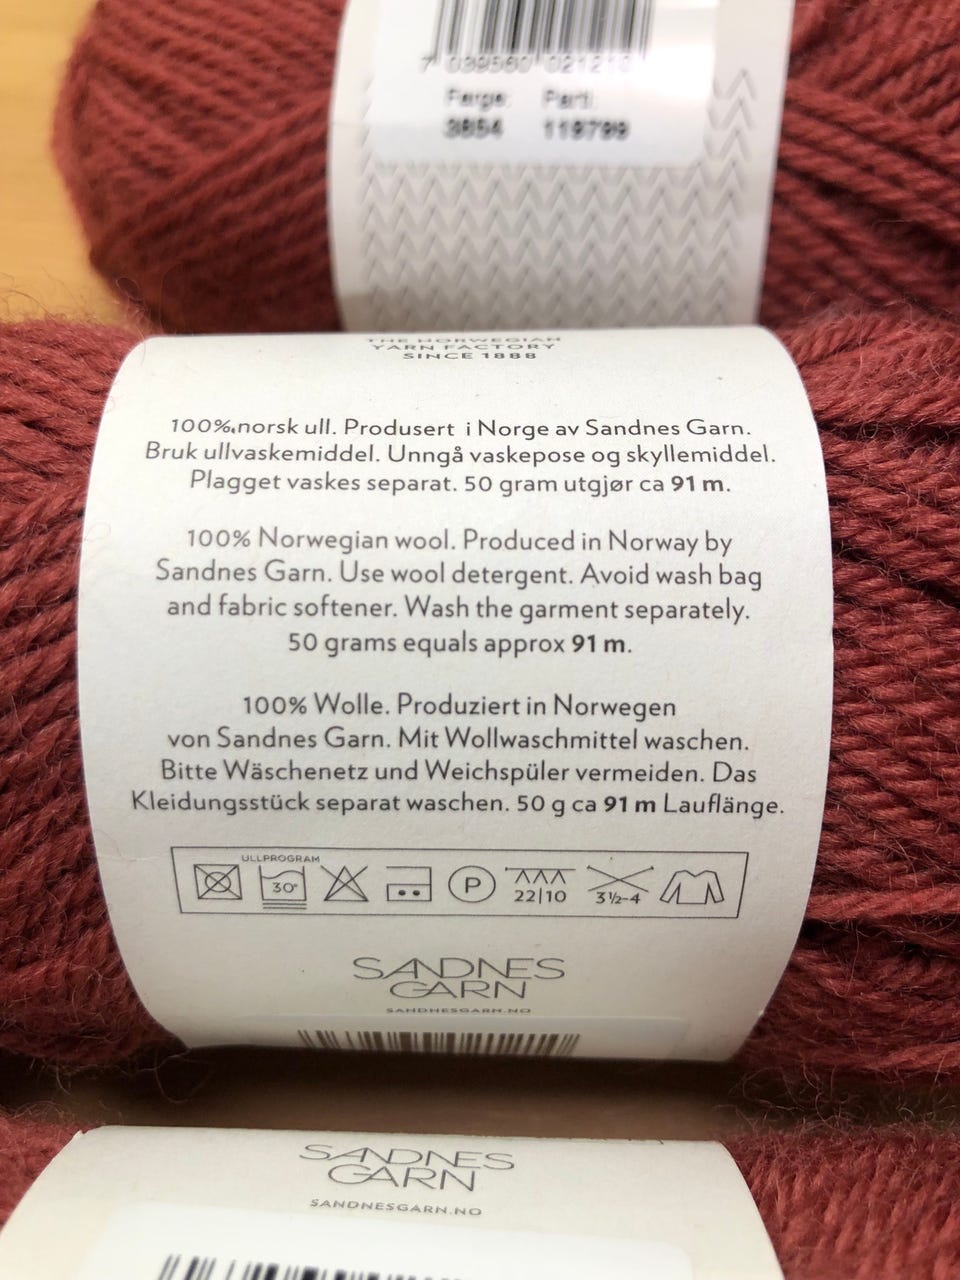 7 039560 021210
Farge: Parti:
3854 119799
THE NORWEGIAN
YARN FACTORY
SINCE 1888
100% norsk ull. Produsert i Norge av Sandnes Garn.
Bruk ullvaskemiddel. Unngå vaskepose og skyllemiddel.
Plagget vaskes separat. 50 gram utgjør ca 91 m.
100% Norwegian wool. Produced in Norway by
Sandnes Garn. Use wool detergent. Avoid wash bag
and fabric softener. Wash the garment separately.
50 grams equals approx 91 m.
100% Wolle. Produziert in Norwegen
von Sandnes Garn. Mit Wollwaschmittel waschen.
Bitte Wäschenetz und Weichspüler vermeiden. Das
Kleidungsstück separat waschen. 50 g ca 91 m Lauflänge.
ULLPROGRAM
30° P 22|10 3½-4
SANDNES
GARN
SANDNESGARN.NO
SANDNES
GARN
SANDNESGARN.NO